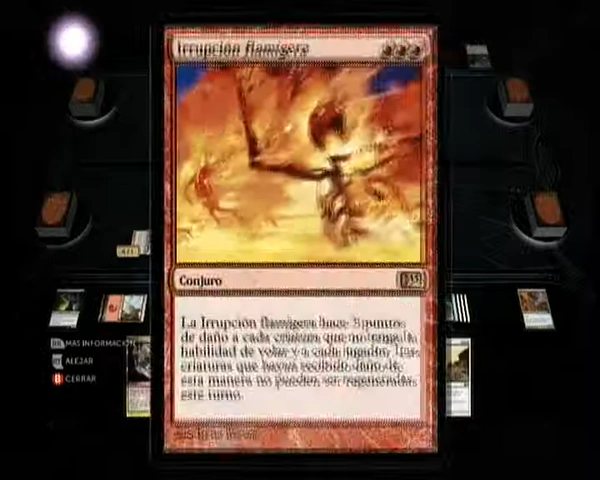 Irrupción flamígera
Conjuro
La Irrupción flamígera hace 3 puntos
de daño a cada criatura que no tenga la
habilidad de volar y a cada jugador. Las
criaturas que hayan recibido daño de
esta manera no pueden ser regeneradas
este turno.
MÁS INFORMACIÓN
ALEJAR
B CERRAR